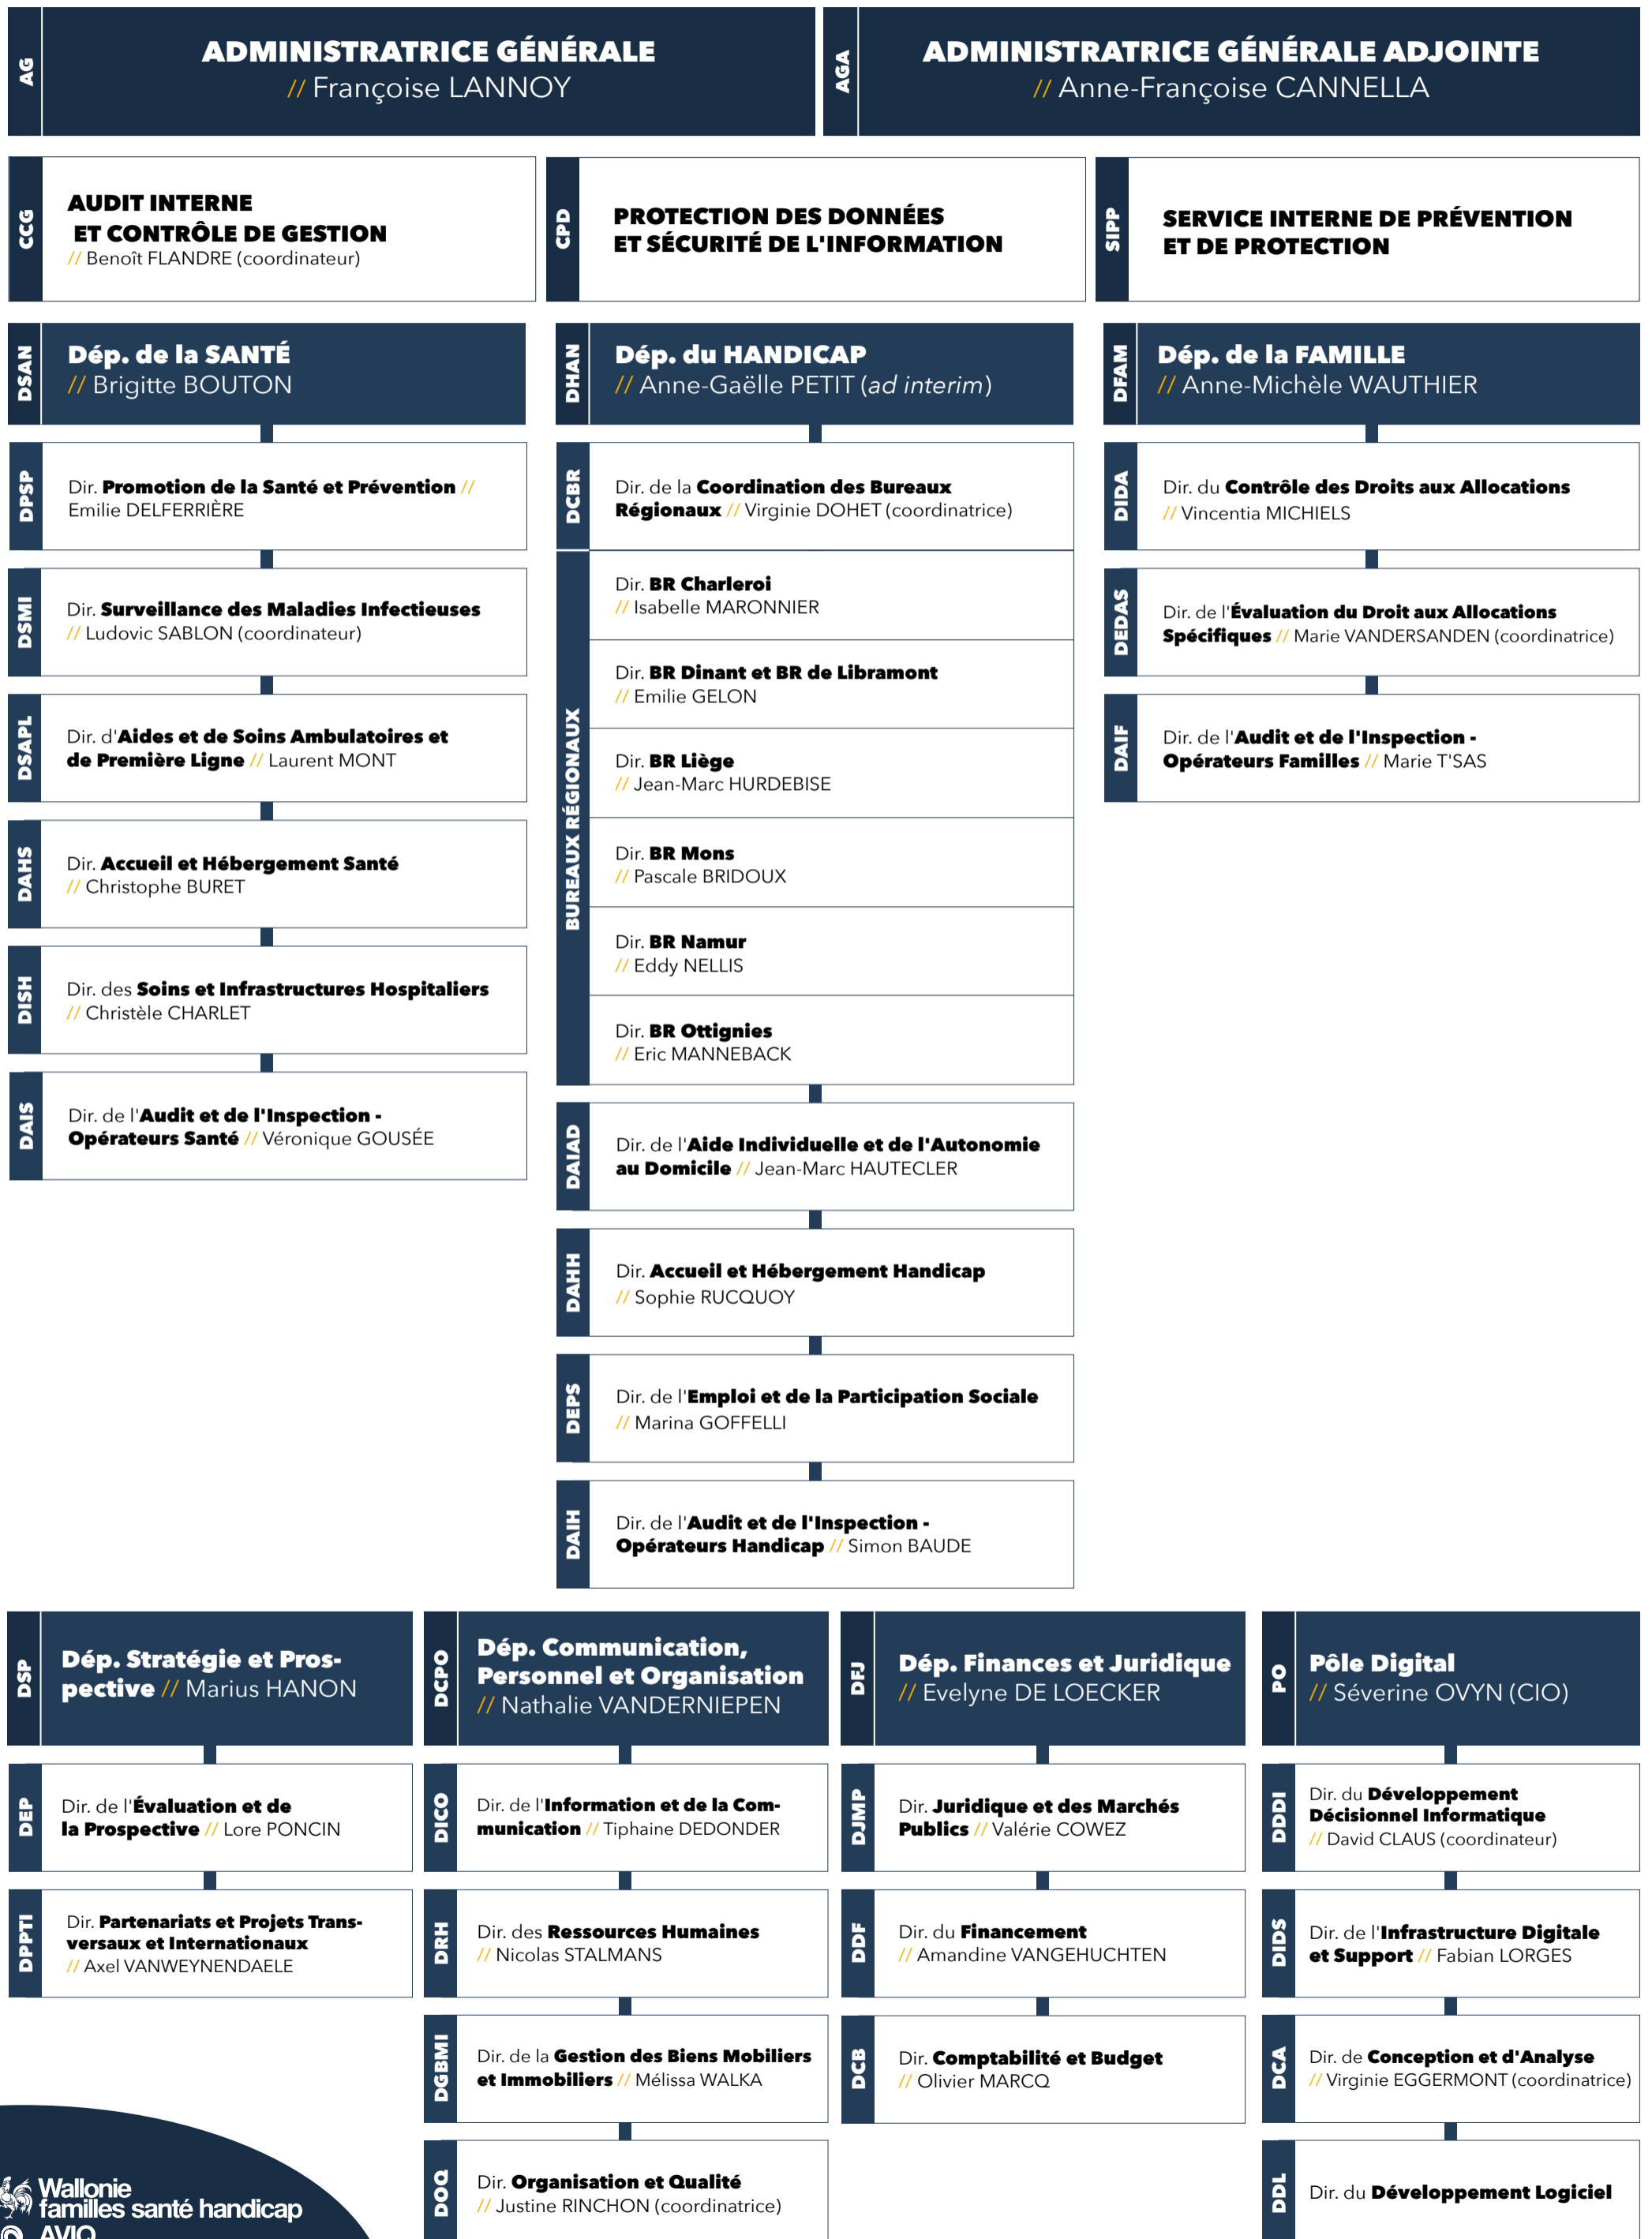 AG
ADMINISTRATRICE GÉNÉRALE
// Françoise LANNOY
AGA
ADMINISTRATRICE GÉNÉRALE ADJOINTE
// Anne-Françoise CANNELLA
CCG
AUDIT INTERNE
ET CONTRÔLE DE GESTION
// Benoît FLANDRE (coordinateur)
CPD
PROTECTION DES DONNÉES
ET SÉCURITÉ DE L'INFORMATION
SIPP
SERVICE INTERNE DE PRÉVENTION
ET DE PROTECTION
DSAN
Dép. de la SANTÉ
// Brigitte BOUTON
DPSP
Dir. Promotion de la Santé et Prévention //
Emilie DELFERRIÈRE
DSMI
Dir. Surveillance des Maladies Infectieuses
// Ludovic SABLON (coordinateur)
DSAPL
Dir. d'Aides et de Soins Ambulatoires et
de Première Ligne // Laurent MONT
DAHS
Dir. Accueil et Hébergement Santé
// Christophe BURET
DISH
Dir. des Soins et Infrastructures Hospitaliers
// Christèle CHARLET
DAIS
Dir. de l'Audit et de l'Inspection -
Opérateurs Santé // Véronique GOUSÉE
DHAN
Dép. du HANDICAP
// Anne-Gaëlle PETIT (ad interim)
DCBR
Dir. de la Coordination des Bureaux
Régionaux // Virginie DOHET (coordinatrice)
BUREAUX RÉGIONAUX
Dir. BR Charleroi
// Isabelle MARONNIER
Dir. BR Dinant et BR de Libramont
// Emilie GELON
Dir. BR Liège
// Jean-Marc HURDEBISE
Dir. BR Mons
// Pascale BRIDOUX
Dir. BR Namur
// Eddy NELLIS
Dir. BR Ottignies
// Eric MANNEBACK
DAIAD
Dir. de l'Aide Individuelle et de l'Autonomie
au Domicile // Jean-Marc HAUTECLER
DAHH
Dir. Accueil et Hébergement Handicap
// Sophie RUCQUOY
DEPS
Dir. de l'Emploi et de la Participation Sociale
// Marina GOFFELLI
DAIH
Dir. de l'Audit et de l'Inspection -
Opérateurs Handicap // Simon BAUDE
DFAM
Dép. de la FAMILLE
// Anne-Michèle WAUTHIER
DIDA
Dir. du Contrôle des Droits aux Allocations
// Vincentia MICHIELS
DEDAS
Dir. de l'Évaluation du Droit aux Allocations
Spécifiques // Marie VANDERSANDEN (coordinatrice)
DAIF
Dir. de l'Audit et de l'Inspection -
Opérateurs Familles // Marie T'SAS
DSP
Dép. Stratégie et Pros-
pective // Marius HANON
DEP
Dir. de l'Évaluation et de
la Prospective // Lore PONCIN
DPPTI
Dir. Partenariats et Projets Trans-
versaux et Internationaux
// Axel VANWEYNENDAELE
DCPO
Dép. Communication,
Personnel et Organisation
// Nathalie VANDERNIEPEN
DICO
Dir. de l'Information et de la Com-
munication // Tiphaine DEDONDER
DRH
Dir. des Ressources Humaines
// Nicolas STALMANS
DGBMI
Dir. de la Gestion des Biens Mobiliers
et Immobiliers // Mélissa WALKA
DOQ
Dir. Organisation et Qualité
// Justine RINCHON (coordinatrice)
DFJ
Dép. Finances et Juridique
// Evelyne DE LOECKER
DJMP
Dir. Juridique et des Marchés
Publics // Valérie COWEZ
DDF
Dir. du Financement
// Amandine VANGEHUCHTEN
DCB
Dir. Comptabilité et Budget
// Olivier MARCQ
PO
Pôle Digital
// Séverine OVYN (CIO)
DDDI
Dir. du Développement
Décisionnel Informatique
// David CLAUS (coordinateur)
DIDS
Dir. de l'Infrastructure Digitale
et Support // Fabian LORGES
DCA
Dir. de Conception et d'Analyse
// Virginie EGGERMONT (coordinatrice)
DDL
Dir. du Développement Logiciel
Wallonie
familles santé handicap
AVIQ